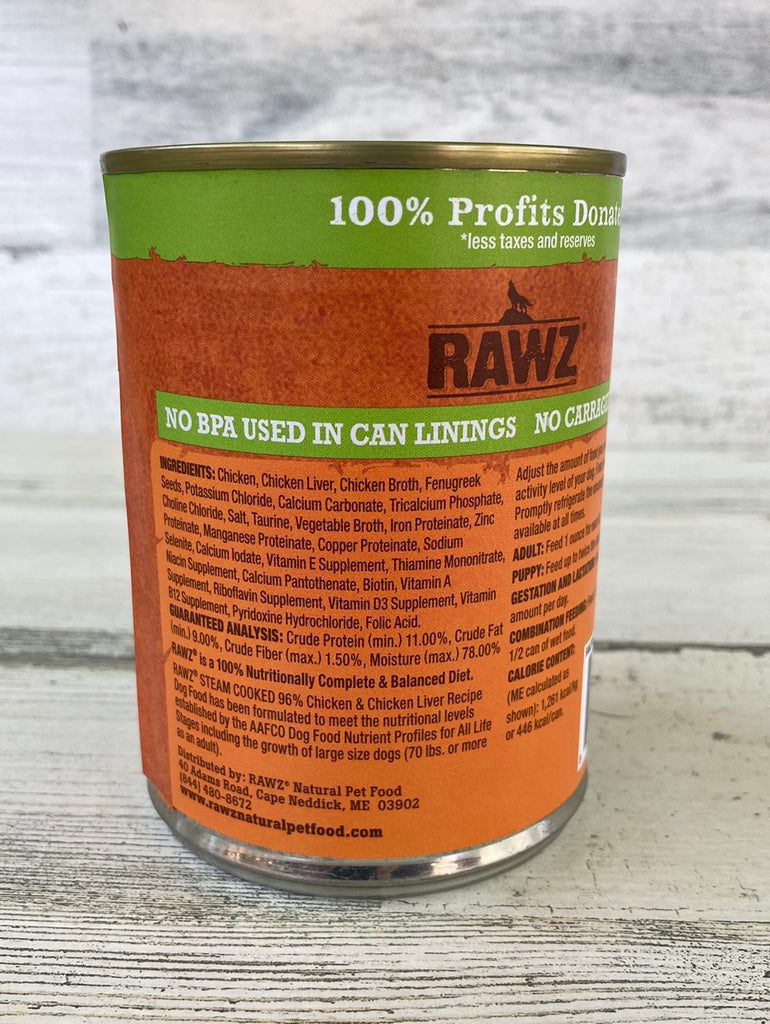 100% Profits Donate
*less taxes and reserves
RAWZ®
NO BPA USED IN CAN LININGS NO
INGREDIENTS: Chicken, Chicken Liver, Chicken Broth, Fenugreek
Seeds, Potassium Chloride, Calcium Carbonate, Tricalcium Phosphate,
Choline Chloride, Salt, Taurine, Vegetable Broth, Iron Proteinate, Zinc
Proteinate, Manganese Proteinate, Copper Proteinate, Sodium
Selenite, Calcium Iodate, Vitamin E Supplement, Thiamine Mononitrate,
Niacin Supplement, Calcium Pantothenate, Biotin, Vitamin A
Supplement, Riboflavin Supplement, Vitamin D3 Supplement, Vitamin
B12 Supplement, Pyridoxine Hydrochloride, Folic Acid.
GUARANTEED ANALYSIS: Crude Protein (min.) 11.00%, Crude Fat
(min.) 9.00%, Crude Fiber (max.) 1.50%, Moisture (max.) 78.00%
RAWZ® is a 100% Nutritionally Complete & Balanced Diet.
RAWZ® STEAM COOKED 96% Chicken & Chicken Liver Recipe
Dog Food has been formulated to meet the nutritional levels
established by the AAFCO Dog Food Nutrient Profiles for All Life
Stages including the growth of large size dogs (70 lbs. or more
as an adult).
Distributed by: RAWZ® Natural Pet Food
40 Adams Road, Cape Neddick, ME 03902
(844) 480-8672
www.rawznaturalpetfood.com
Adjust the amount of food
activity level of your dog.
Promptly refrigerate the
available at all times.
ADULT: Feed 1 ounce for
PUPPY: Feed up to twice
GESTATION AND LACTATION:
amount per day.
COMBINATION FEEDING:
1/2 can of wet food.
CALORIE CONTENT:
(ME calculated as
shown): 1,261 kcal/kg
or 446 kcal/can.